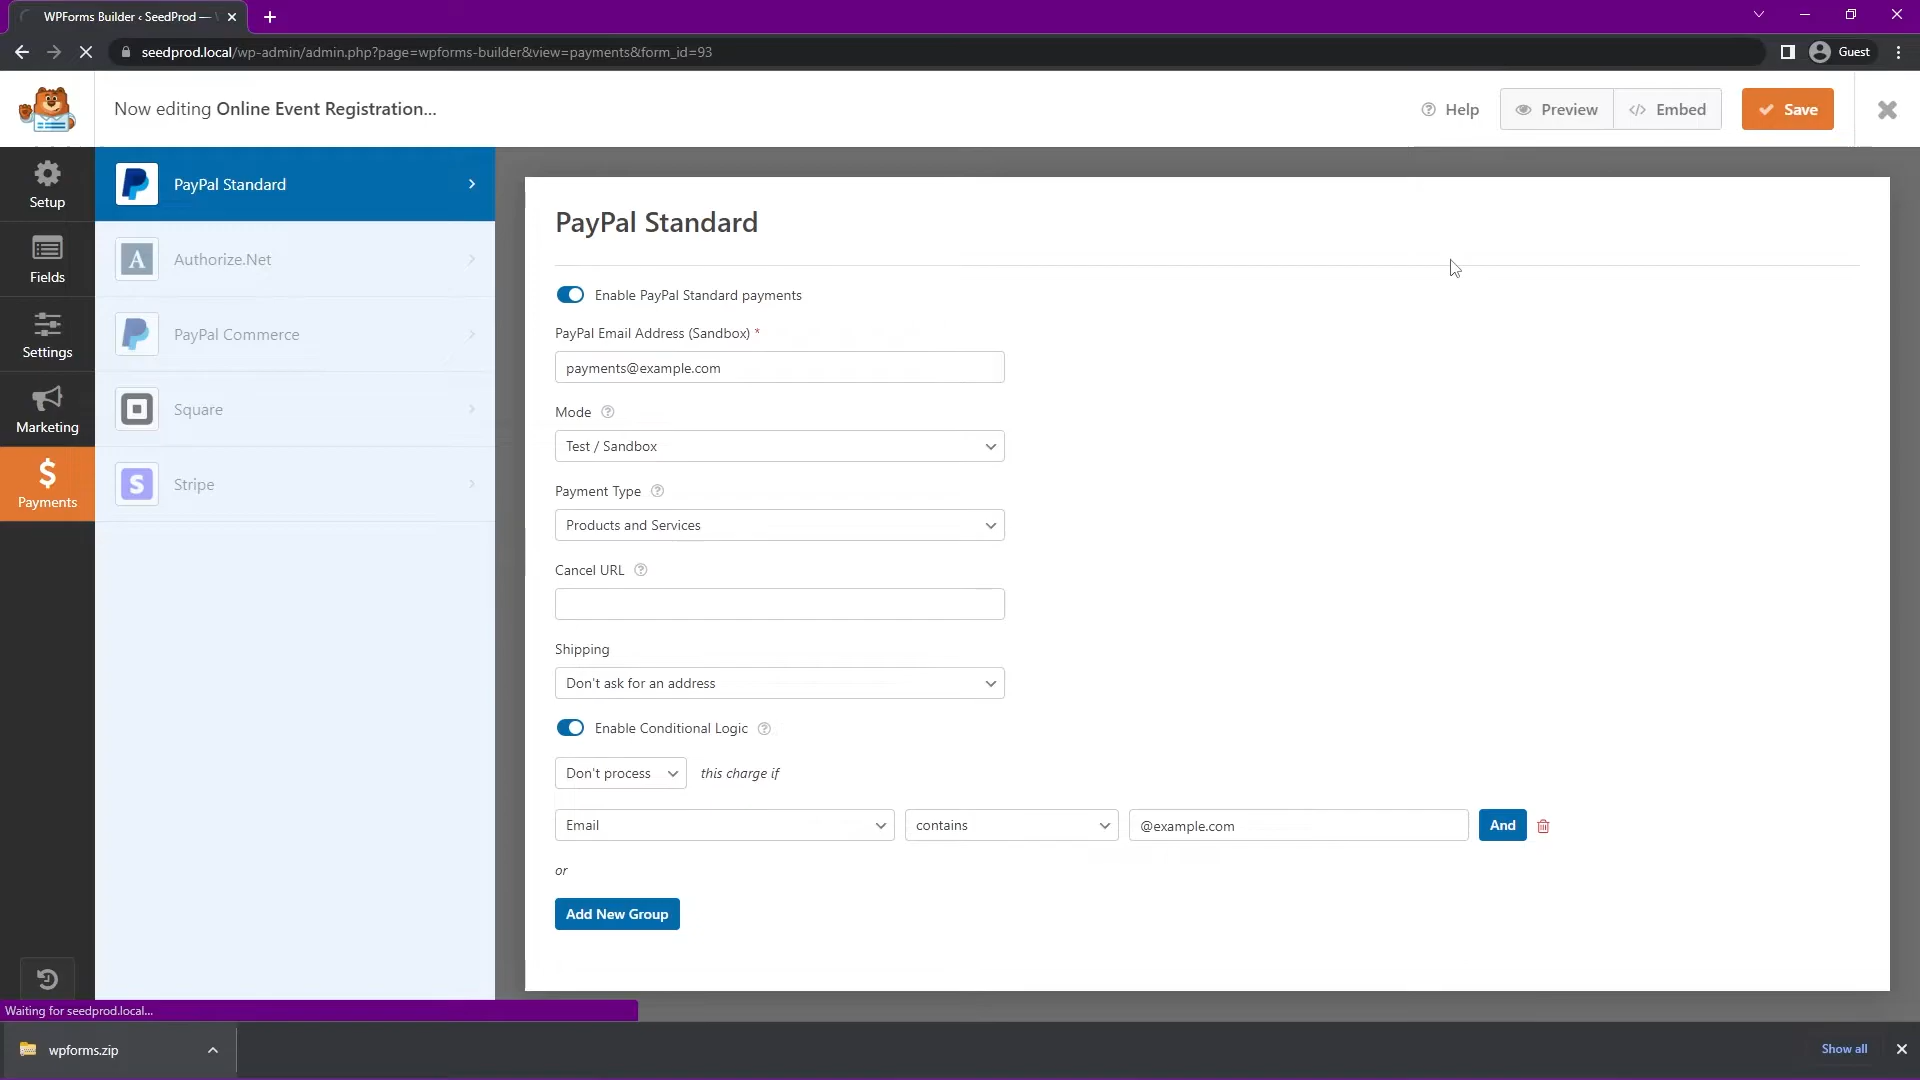 WPForms Builder ‹ SeedProd —
seedprod.local/wp-admin/admin.php?page=wpforms-builder&view=payments&form_id=93
Guest
Now editing Online Event Registration...
Help
Preview
Embed
Save
Setup
Fields
Settings
Marketing
Payments
PayPal Standard
Authorize.Net
PayPal Commerce
Square
Stripe
PayPal Standard
Enable PayPal Standard payments
PayPal Email Address (Sandbox) *
payments@example.com
Mode
Test / Sandbox
Payment Type
Products and Services
Cancel URL
Shipping
Don't ask for an address
Enable Conditional Logic
Don't process this charge if
Email contains @example.com And
or
Add New Group
Waiting for seedprod.local...
wpforms.zip
Show all